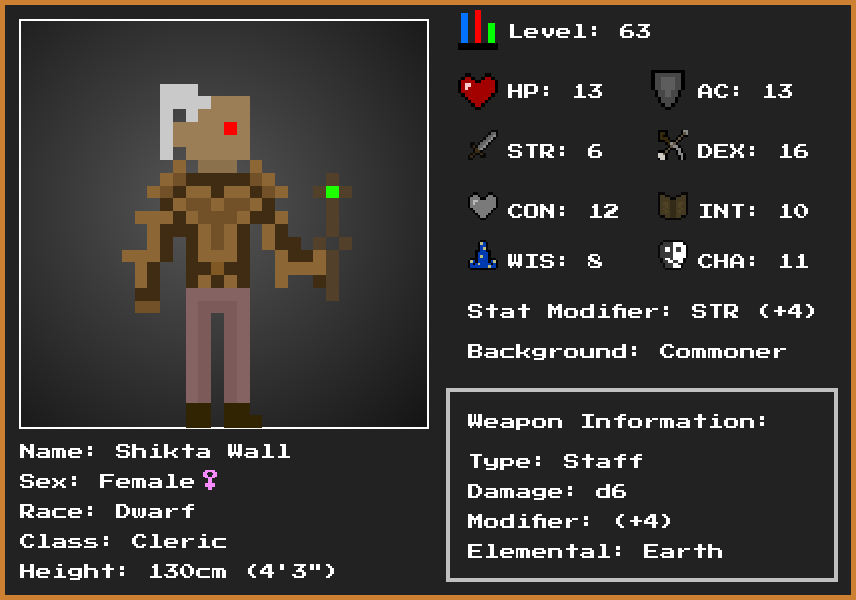 Level: 63
HP: 13 AC: 13
STR: 6 DEX: 16
CON: 12 INT: 10
WIS: 8 CHA: 11
Stat Modifier: STR (+4)
Background: Commoner
Weapon Information:
Type: Staff
Damage: d6
Modifier: (+4)
Elemental: Earth
Name: Shikta Wall
Sex: Female♀
Race: Dwarf
Class: Cleric
Height: 130cm (4'3")